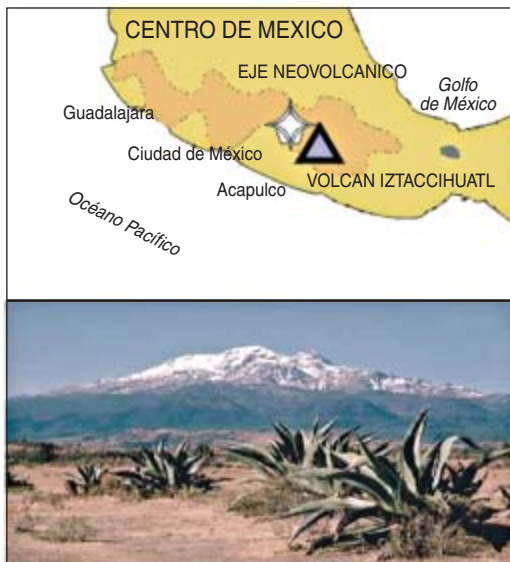 CENTRO DE MEXICO
EJE NEOVOLCANICO
Golfo
de México
Guadalajara
Ciudad de México
VOLCAN IZTACCIHUATL
Acapulco
Océano Pacífico